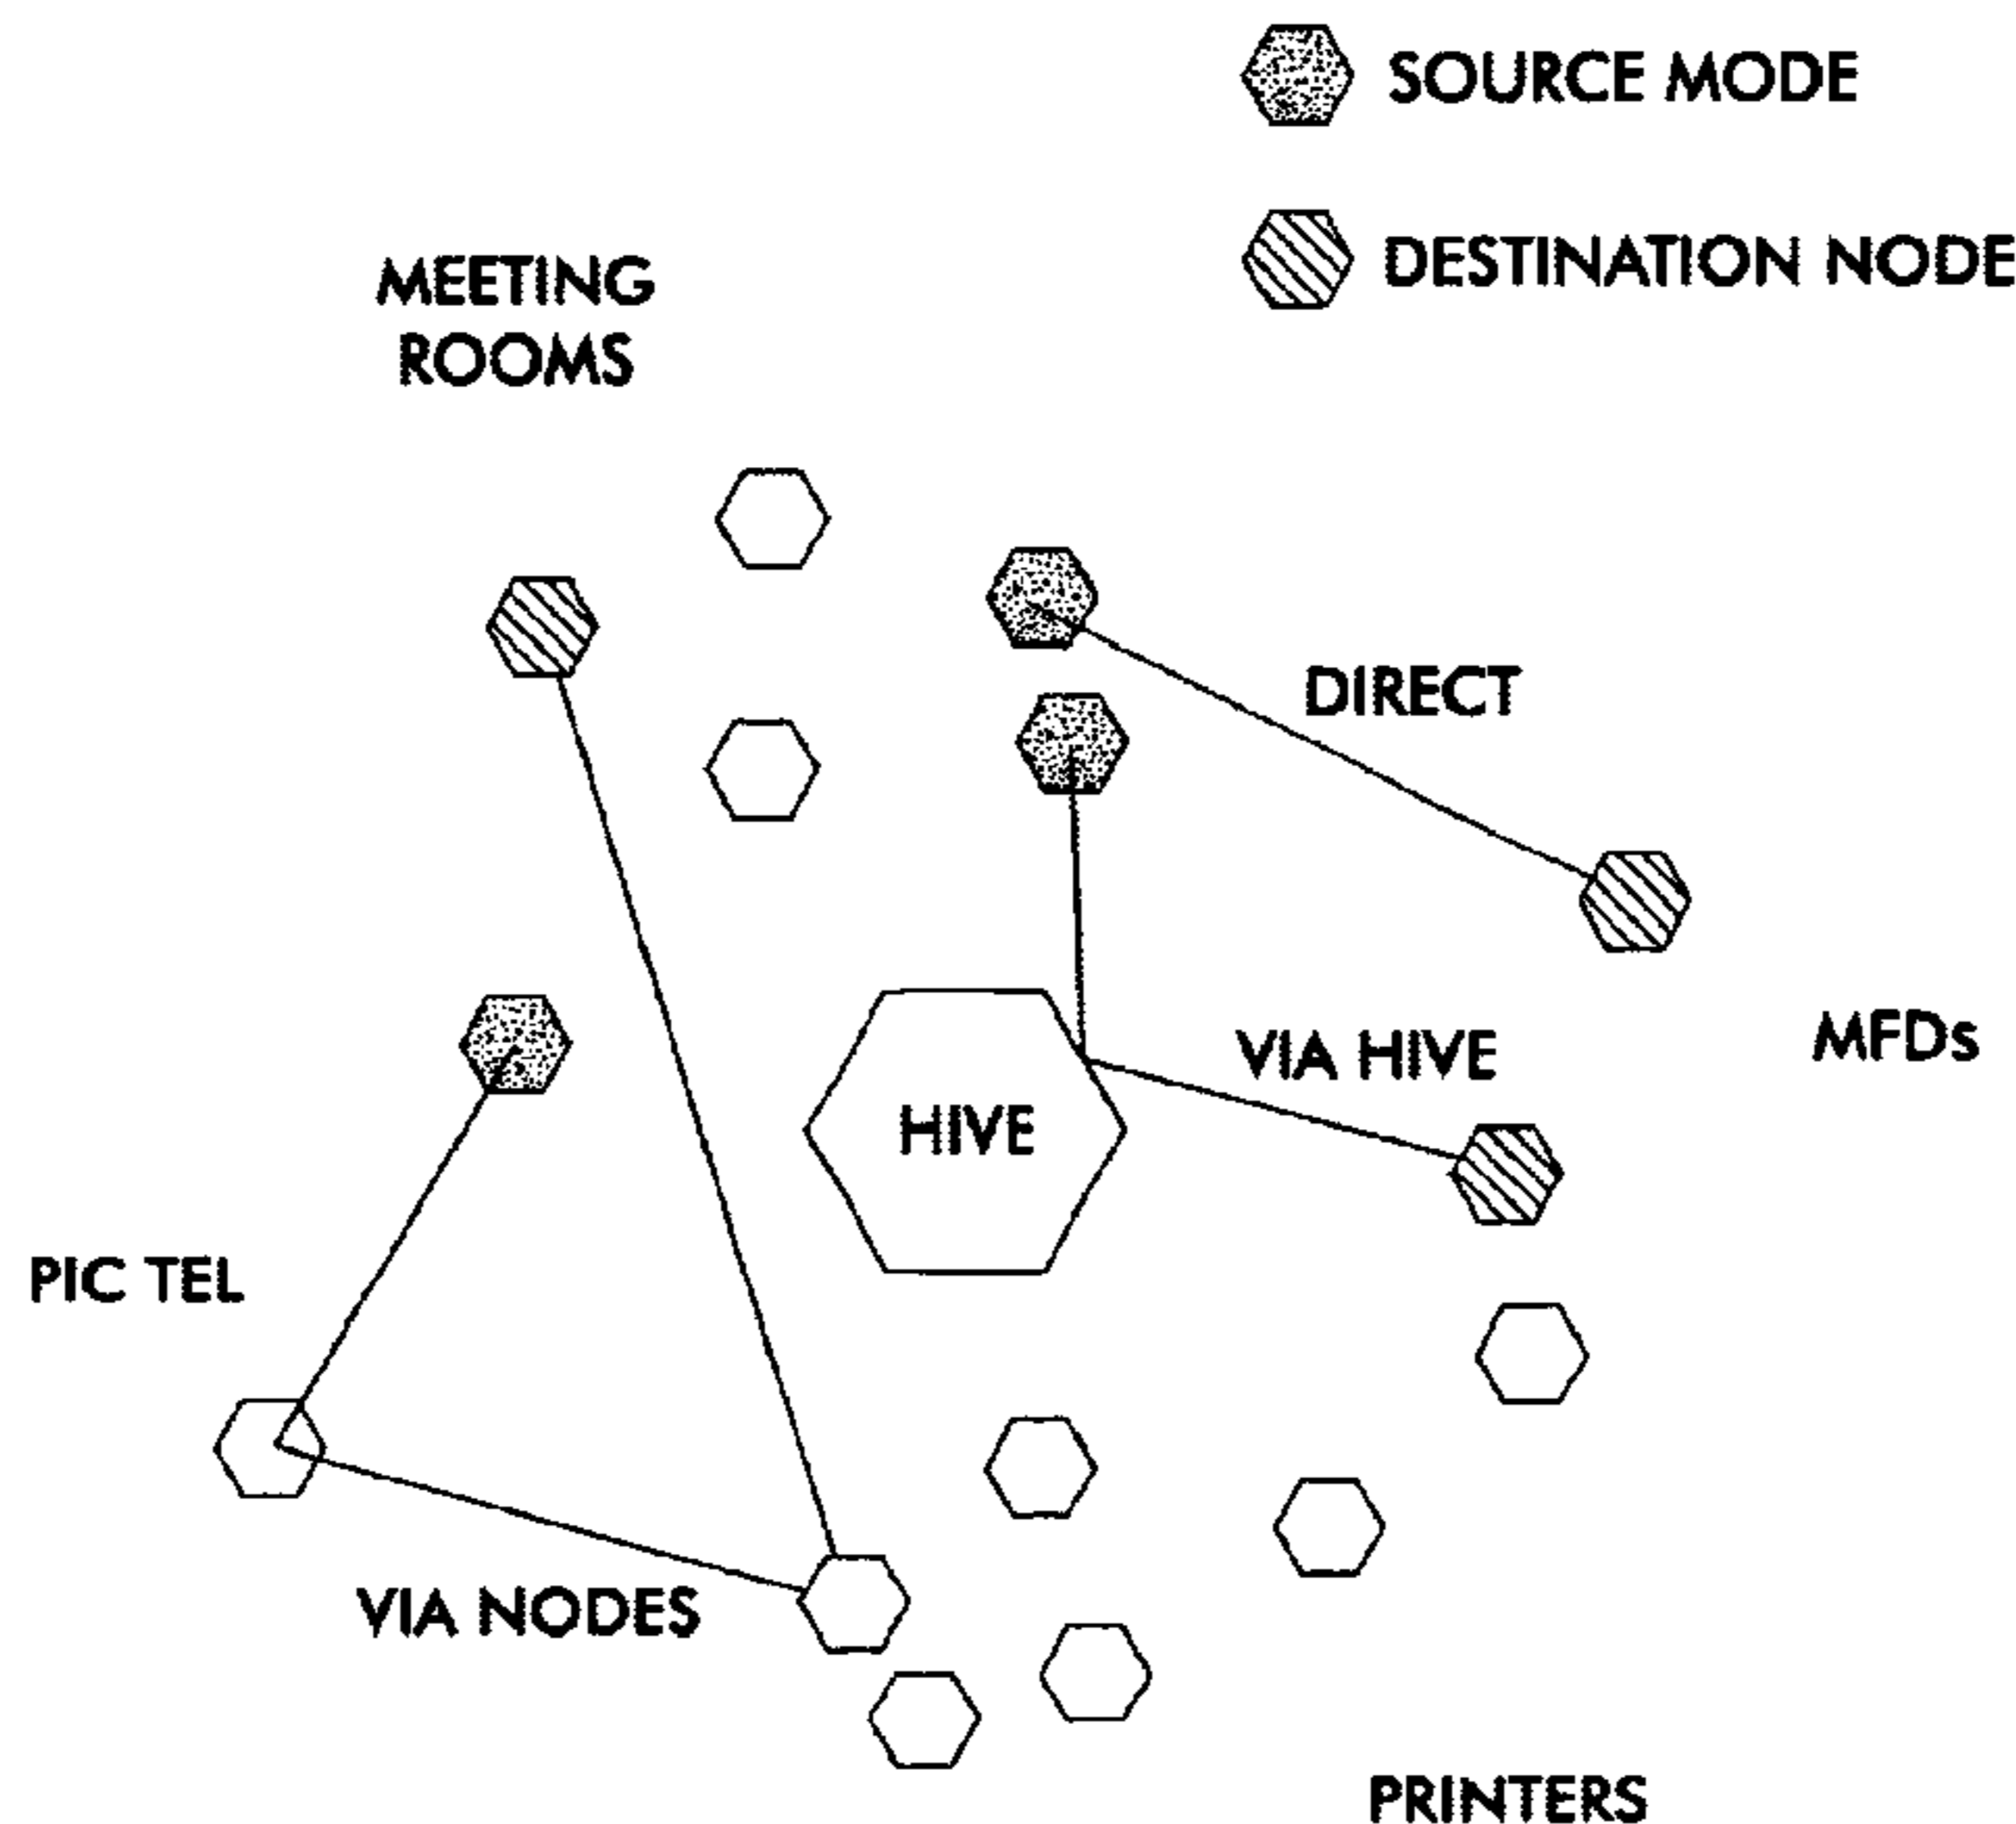 SOURCE MODE
DESTINATION NODE
MEETING
ROOMS
DIRECT
MFDs
VIA HIVE
HIVE
PIC TEL
VIA NODES
PRINTERS